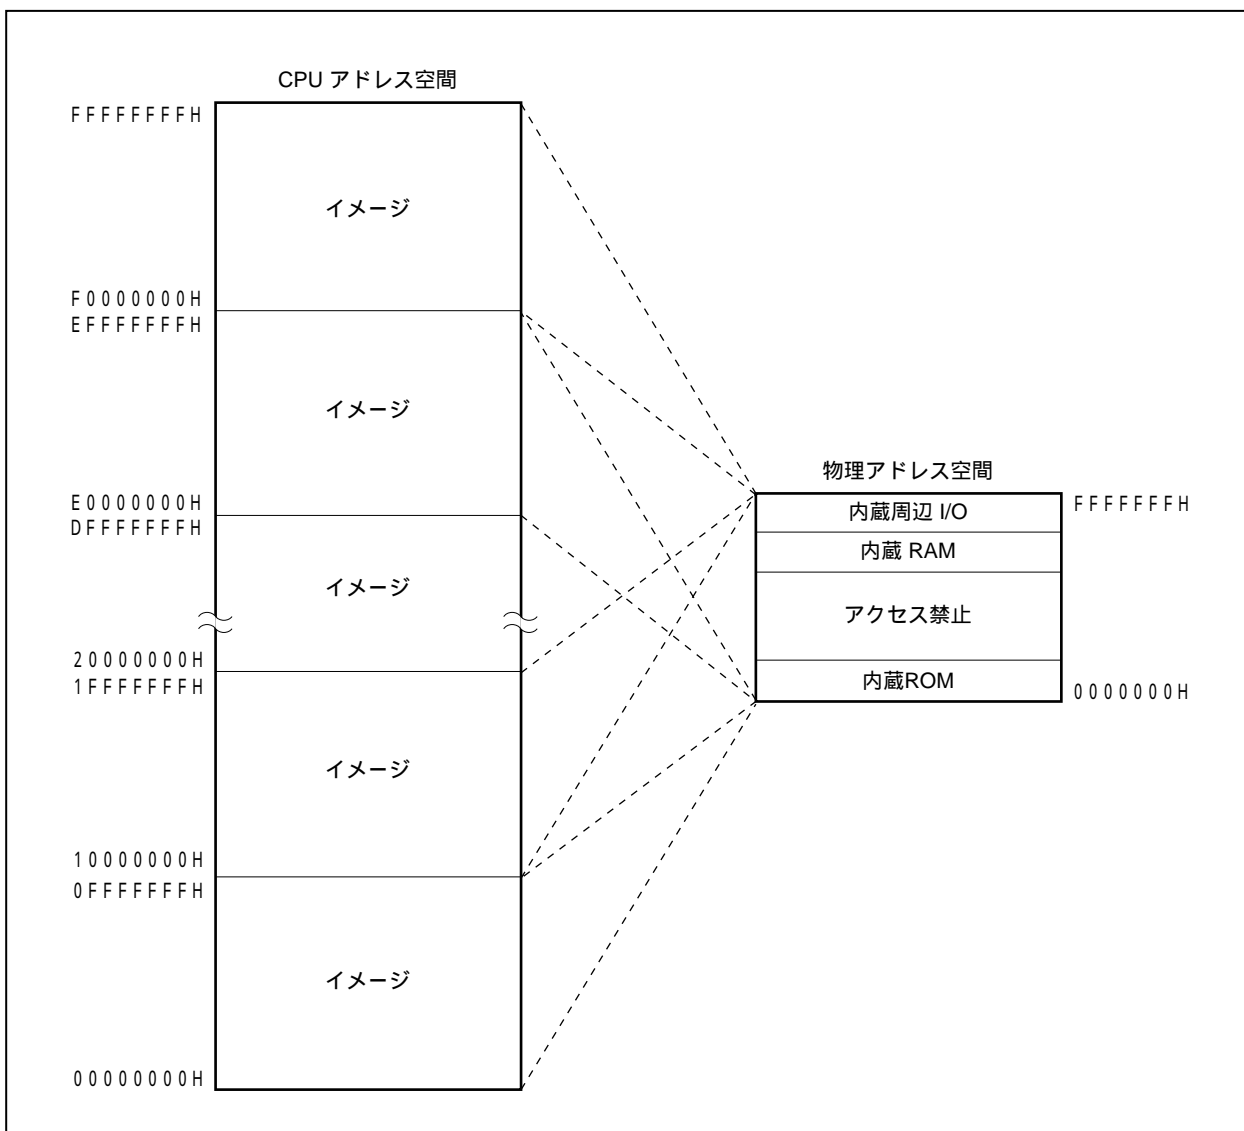 CPU アドレス空間
FFFFFFFFH
イメージ
F0000000H
EFFFFFFFH
イメージ
E0000000H
DFFFFFFFH
イメージ
20000000H
1FFFFFFFH
イメージ
10000000H
0FFFFFFFH
イメージ
00000000H
物理アドレス空間
内蔵周辺 I/O
FFFFFFFH
内蔵 RAM
アクセス禁止
内蔵ROM
0000000H